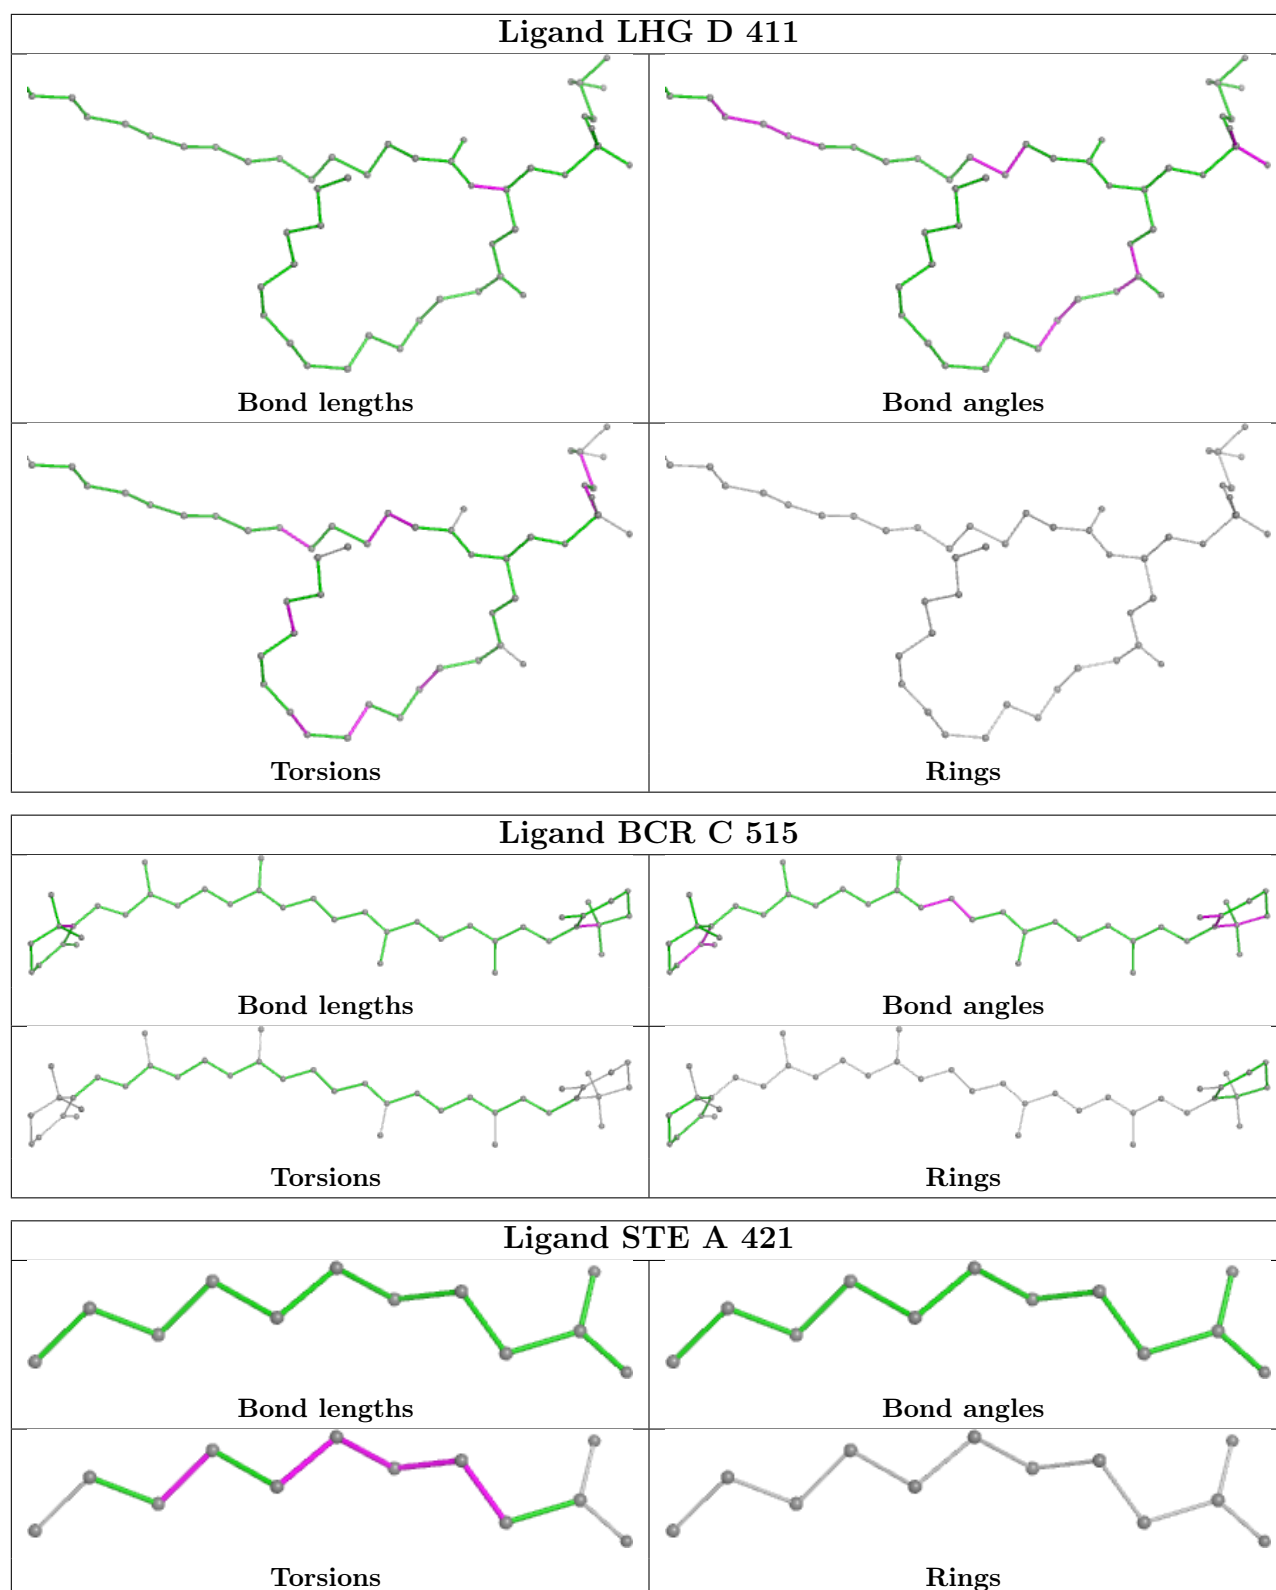 Ligand LHG D 411
Bond lengths
Bond angles
Torsions
Rings
Ligand BCR C 515
Bond lengths
Bond angles
Torsions
Rings
Ligand STE A 421
Bond lengths
Bond angles
Torsions
Rings